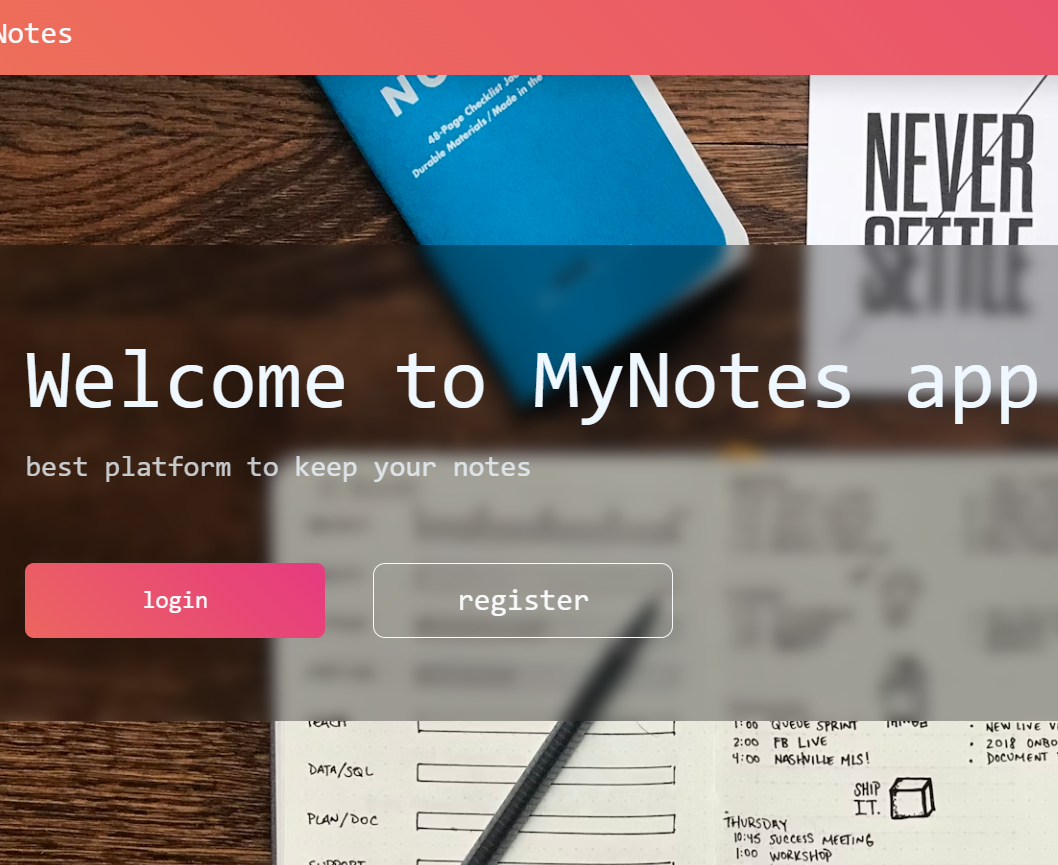 Notes
48-Page Checklist Jou
Durable Materials / Made in the
NEVER
SETTLE
Welcome to MyNotes app
best platform to keep your notes
login
register
TEACH
DATA/SQL
PLAN/DOC
SUPPORT
1:00 QUEUE SPRINT
2:00 FB LIVE
4:00 NASHVILLE MLS!
THINGS
SHIP
IT.
THURSDAY
10:45 SUCCESS MEETING
1:00 WORKSHOP
• NEW LIVE V
• 2018 ONBO
• DOCUMENT